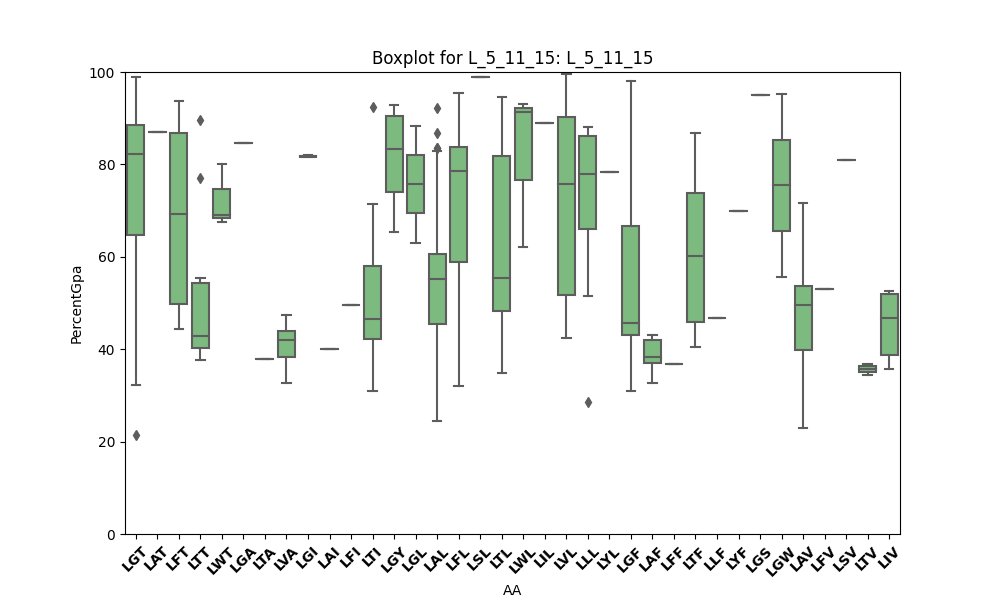 Boxplot for L_5_11_15: L_5_11_15
100
80
60
40
20
0
PercentGpa
LGT LAT LFT LTT LWT LGA LTA LVA LGI LAI LFI LTI LGY LGL LAL LFL LSL LTL LWL LIL LVL LLL LYL LGF LAF LFF LTF LLF LYF LGS LGW LAV LFV LSV LTV LIV
AA